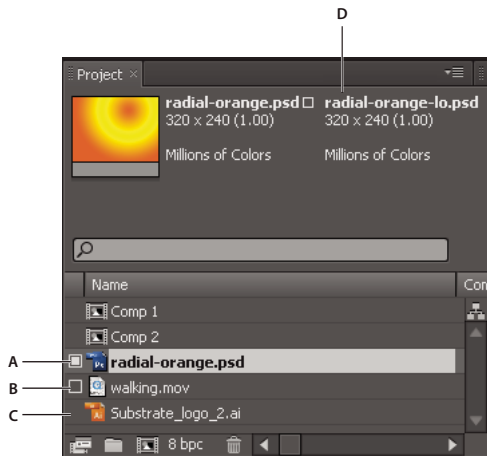 D
Project ×
radial-orange.psd radial-orange-lo.psd
320 x 240 (1.00) 320 x 240 (1.00)
Millions of Colors Millions of Colors
Name Com
Comp 1
Comp 2
A radial-orange.psd
B walking.mov
C Substrate_logo_2.ai
8 bpc